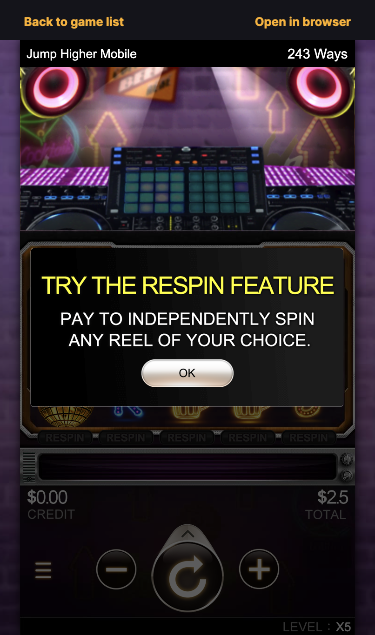 Back to game list
Open in browser
Jump Higher Mobile
243 Ways
TRY THE RESPIN FEATURE
PAY TO INDEPENDENTLY SPIN
ANY REEL OF YOUR CHOICE.
OK
RESPIN RESPIN RESPIN RESPIN RESPIN
$0.00
CREDIT
$2.5
TOTAL
LEVEL : X5